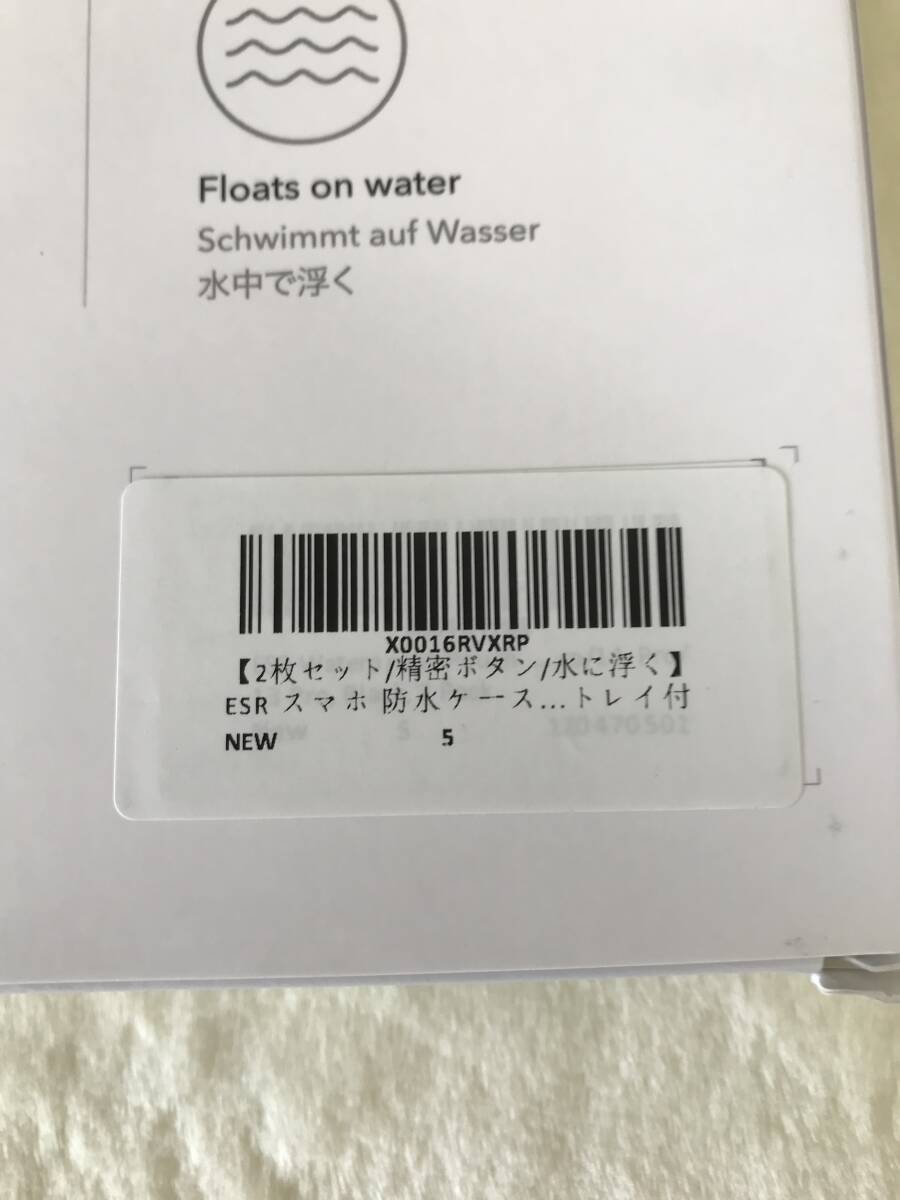 Floats on water
Schwimmt auf Wasser
水中で浮く
X0016RVXRP
【2枚セット/精密ボタン/水に浮く】
ESR スマホ 防水ケース...トレイ付
NEW 5